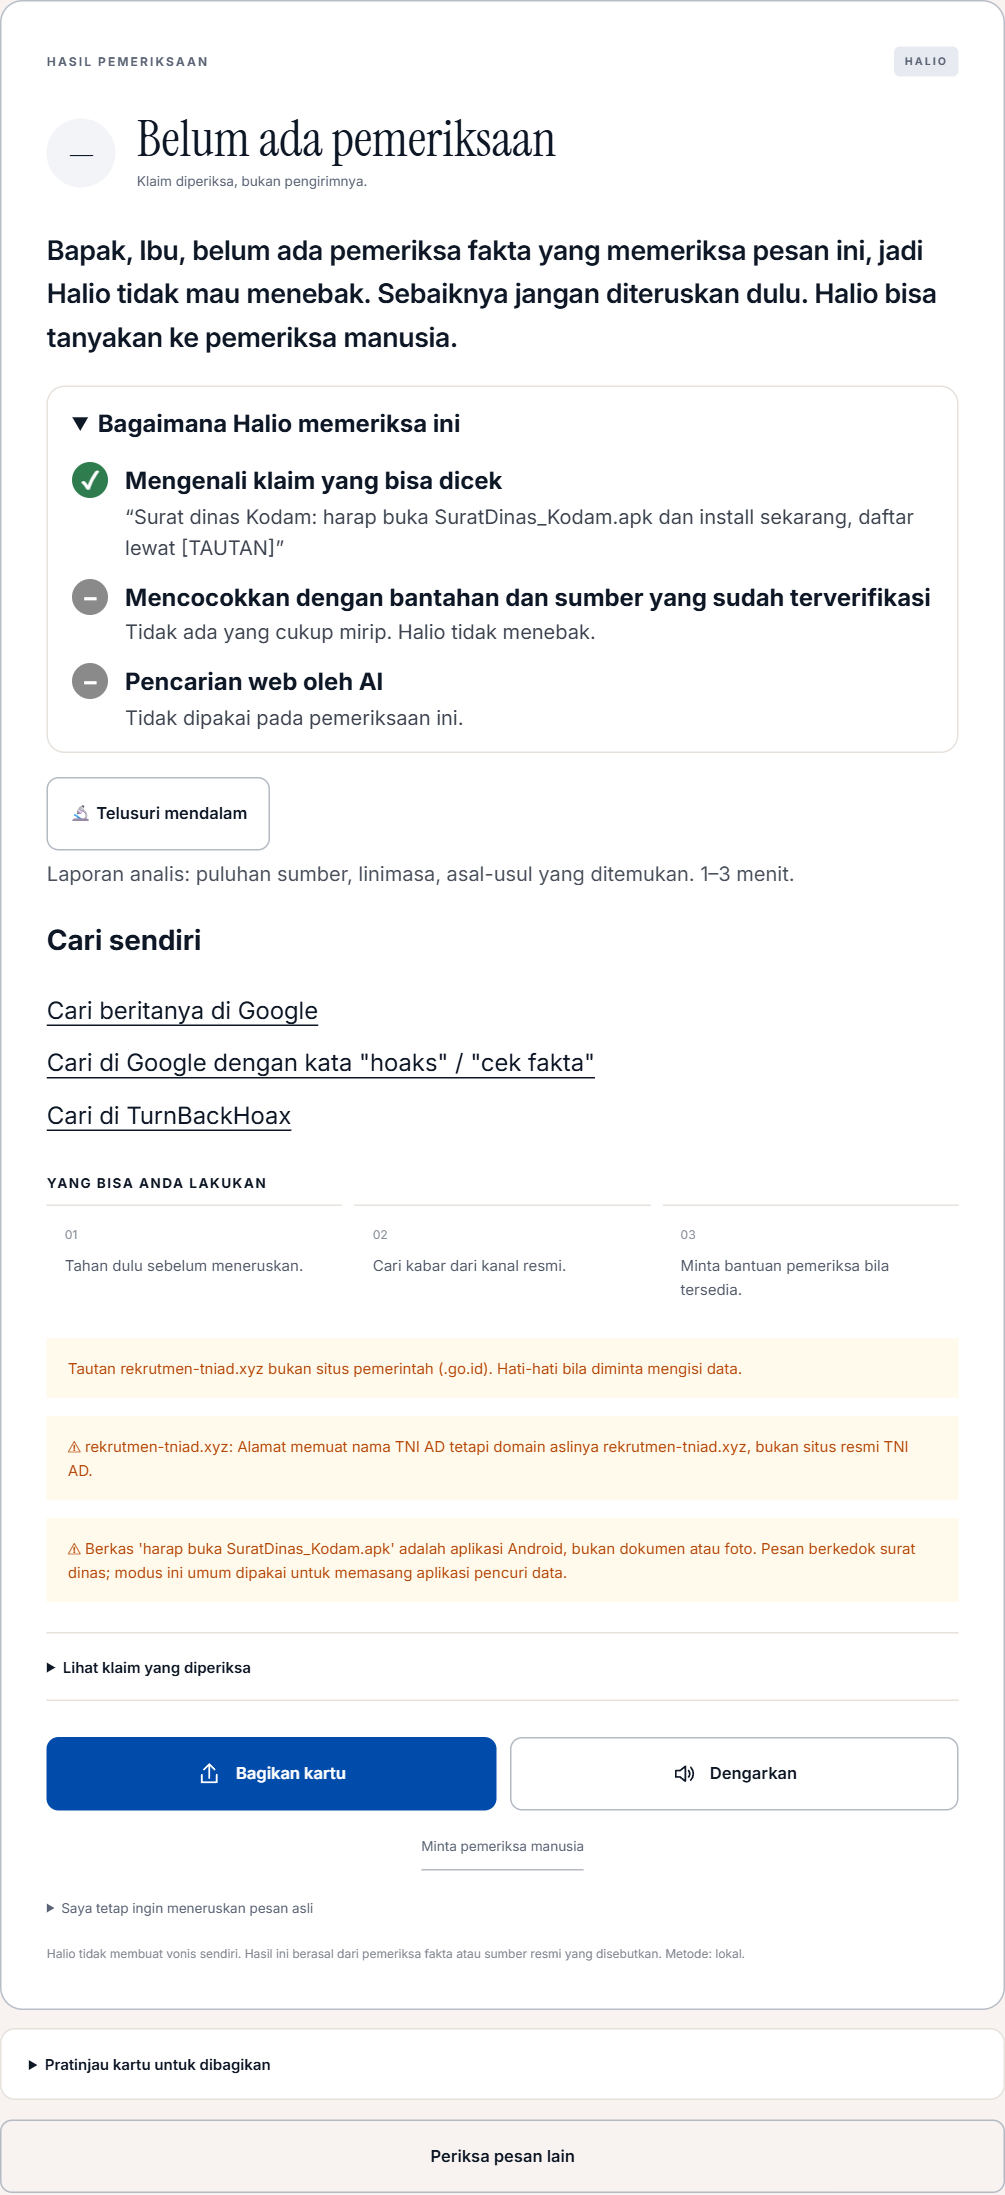 HASIL PEMERIKSAAN
HALIO
—
Belum ada pemeriksaan
Klaim diperiksa, bukan pengirimnya.
Bapak, Ibu, belum ada pemeriksa fakta yang memeriksa pesan ini, jadi
Halio tidak mau menebak. Sebaiknya jangan diteruskan dulu. Halio bisa
tanyakan ke pemeriksa manusia.
▼ Bagaimana Halio memeriksa ini
✓ Mengenali klaim yang bisa dicek
“Surat dinas Kodam: harap buka SuratDinas_Kodam.apk dan install sekarang, daftar
lewat [TAUTAN]”
– Mencocokkan dengan bantahan dan sumber yang sudah terverifikasi
Tidak ada yang cukup mirip. Halio tidak menebak.
– Pencarian web oleh AI
Tidak dipakai pada pemeriksaan ini.
🔬 Telusuri mendalam
Laporan analis: puluhan sumber, linimasa, asal-usul yang ditemukan. 1–3 menit.
Cari sendiri
Cari beritanya di Google
Cari di Google dengan kata "hoaks" / "cek fakta"
Cari di TurnBackHoax
YANG BISA ANDA LAKUKAN
01
Tahan dulu sebelum meneruskan.
02
Cari kabar dari kanal resmi.
03
Minta bantuan pemeriksa bila
tersedia.
Tautan rekrutmen-tniad.xyz bukan situs pemerintah (.go.id). Hati-hati bila diminta mengisi data.
⚠ rekrutmen-tniad.xyz: Alamat memuat nama TNI AD tetapi domain aslinya rekrutmen-tniad.xyz, bukan situs resmi TNI
AD.
⚠ Berkas 'harap buka SuratDinas_Kodam.apk' adalah aplikasi Android, bukan dokumen atau foto. Pesan berkedok surat
dinas; modus ini umum dipakai untuk memasang aplikasi pencuri data.
▶ Lihat klaim yang diperiksa
Bagikan kartu
Dengarkan
Minta pemeriksa manusia
▶ Saya tetap ingin meneruskan pesan asli
Halio tidak membuat vonis sendiri. Hasil ini berasal dari pemeriksa fakta atau sumber resmi yang disebutkan. Metode: lokal.
▶ Pratinjau kartu untuk dibagikan
Periksa pesan lain